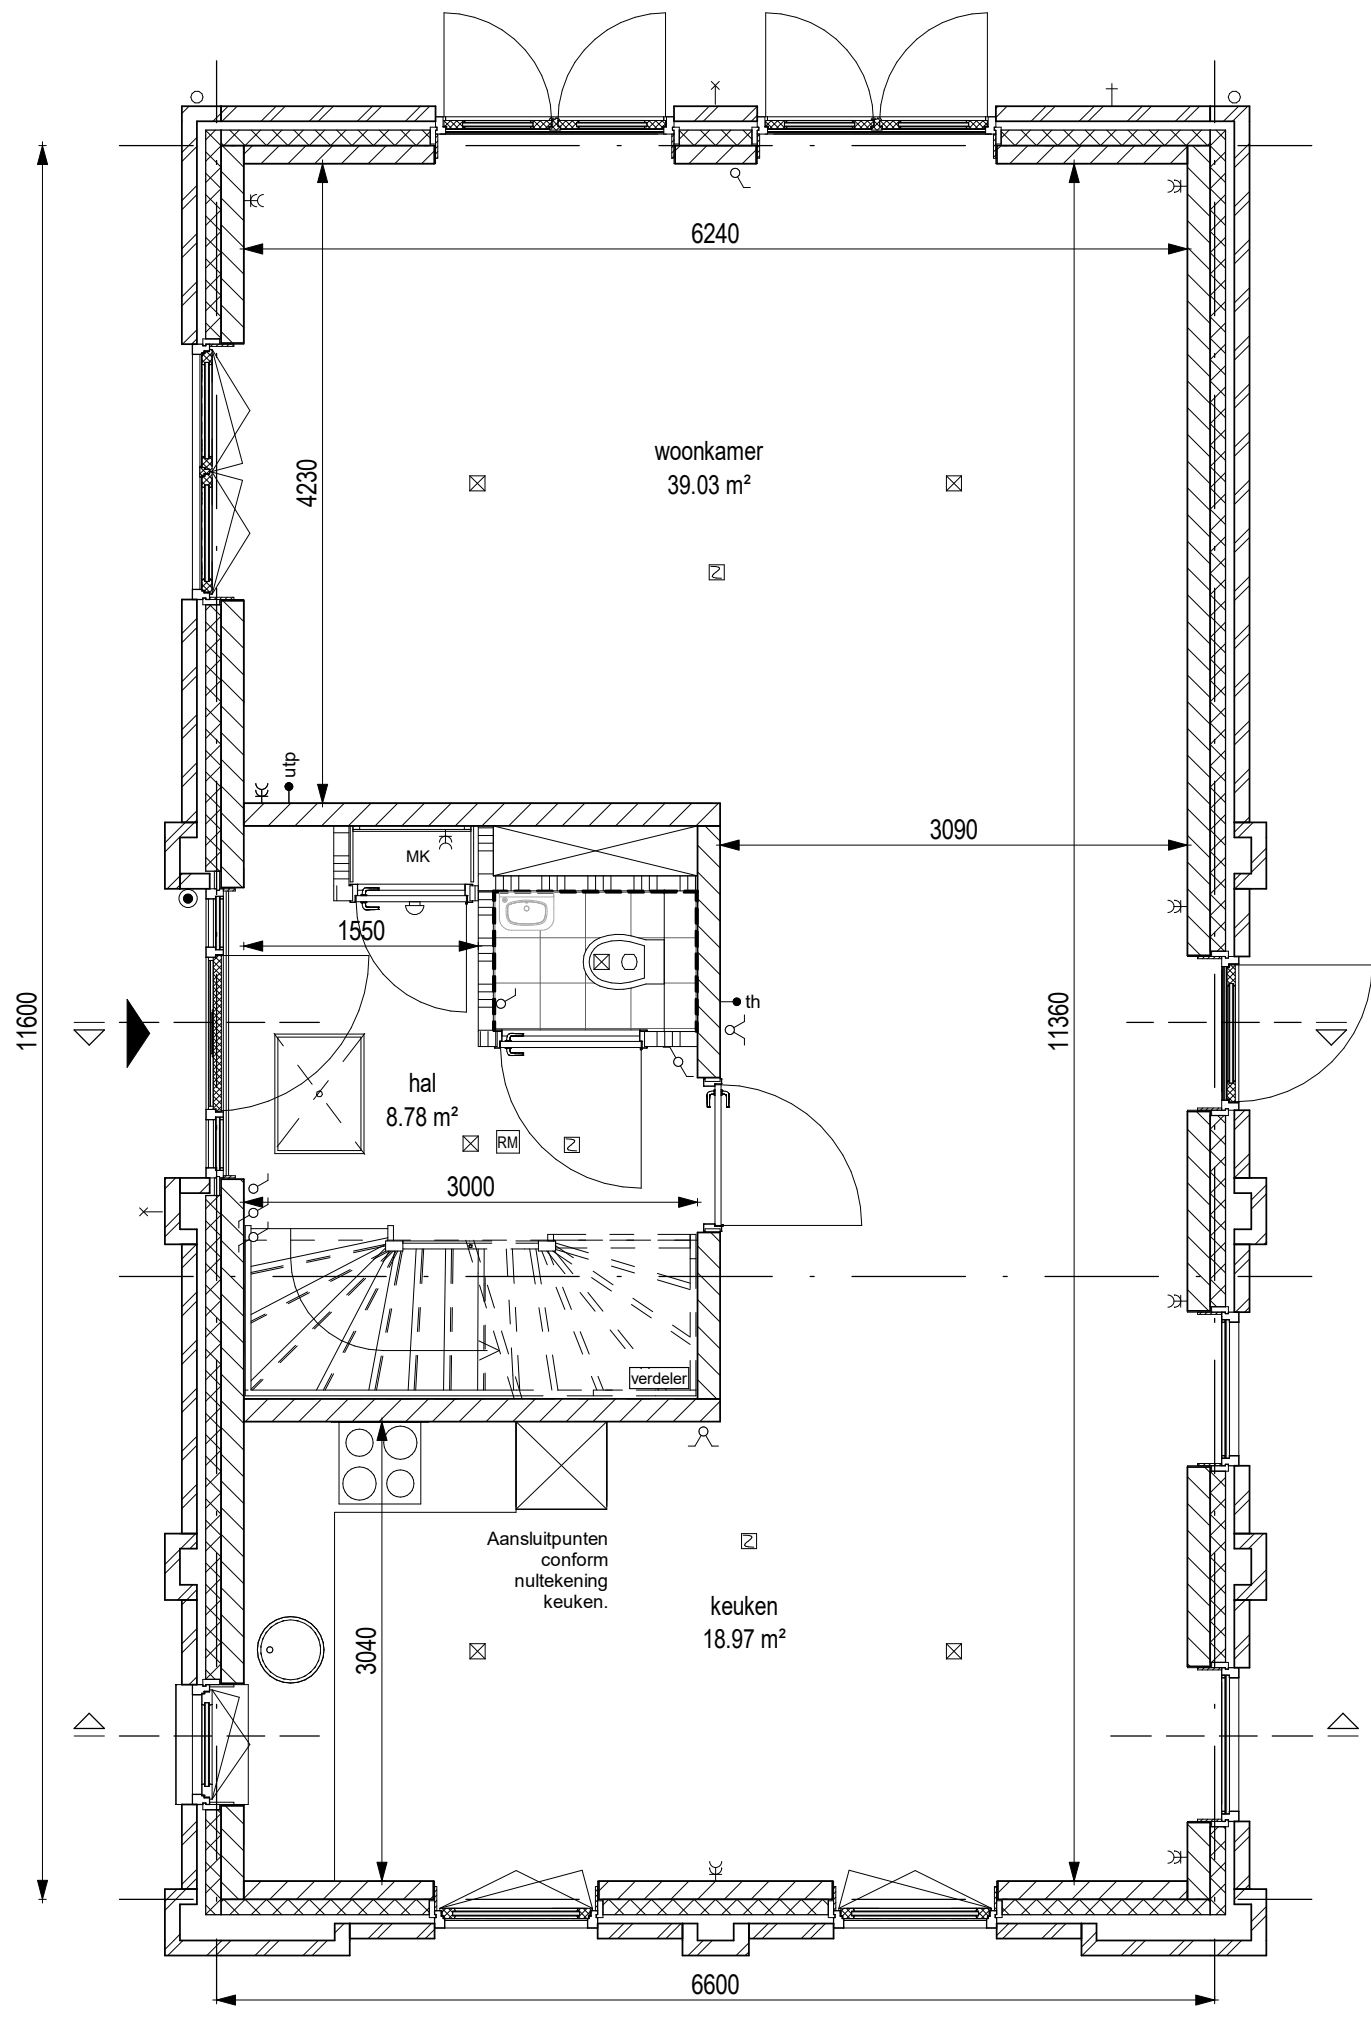 6240
woonkamer
39.03 m²
4230
utp
3090
MK
1550
th
11600
11360
hal
8.78 m²
RM
3000
verdeler
Aansluitpunten
conform
nultekening
keuken.
keuken
18.97 m²
3040
6600